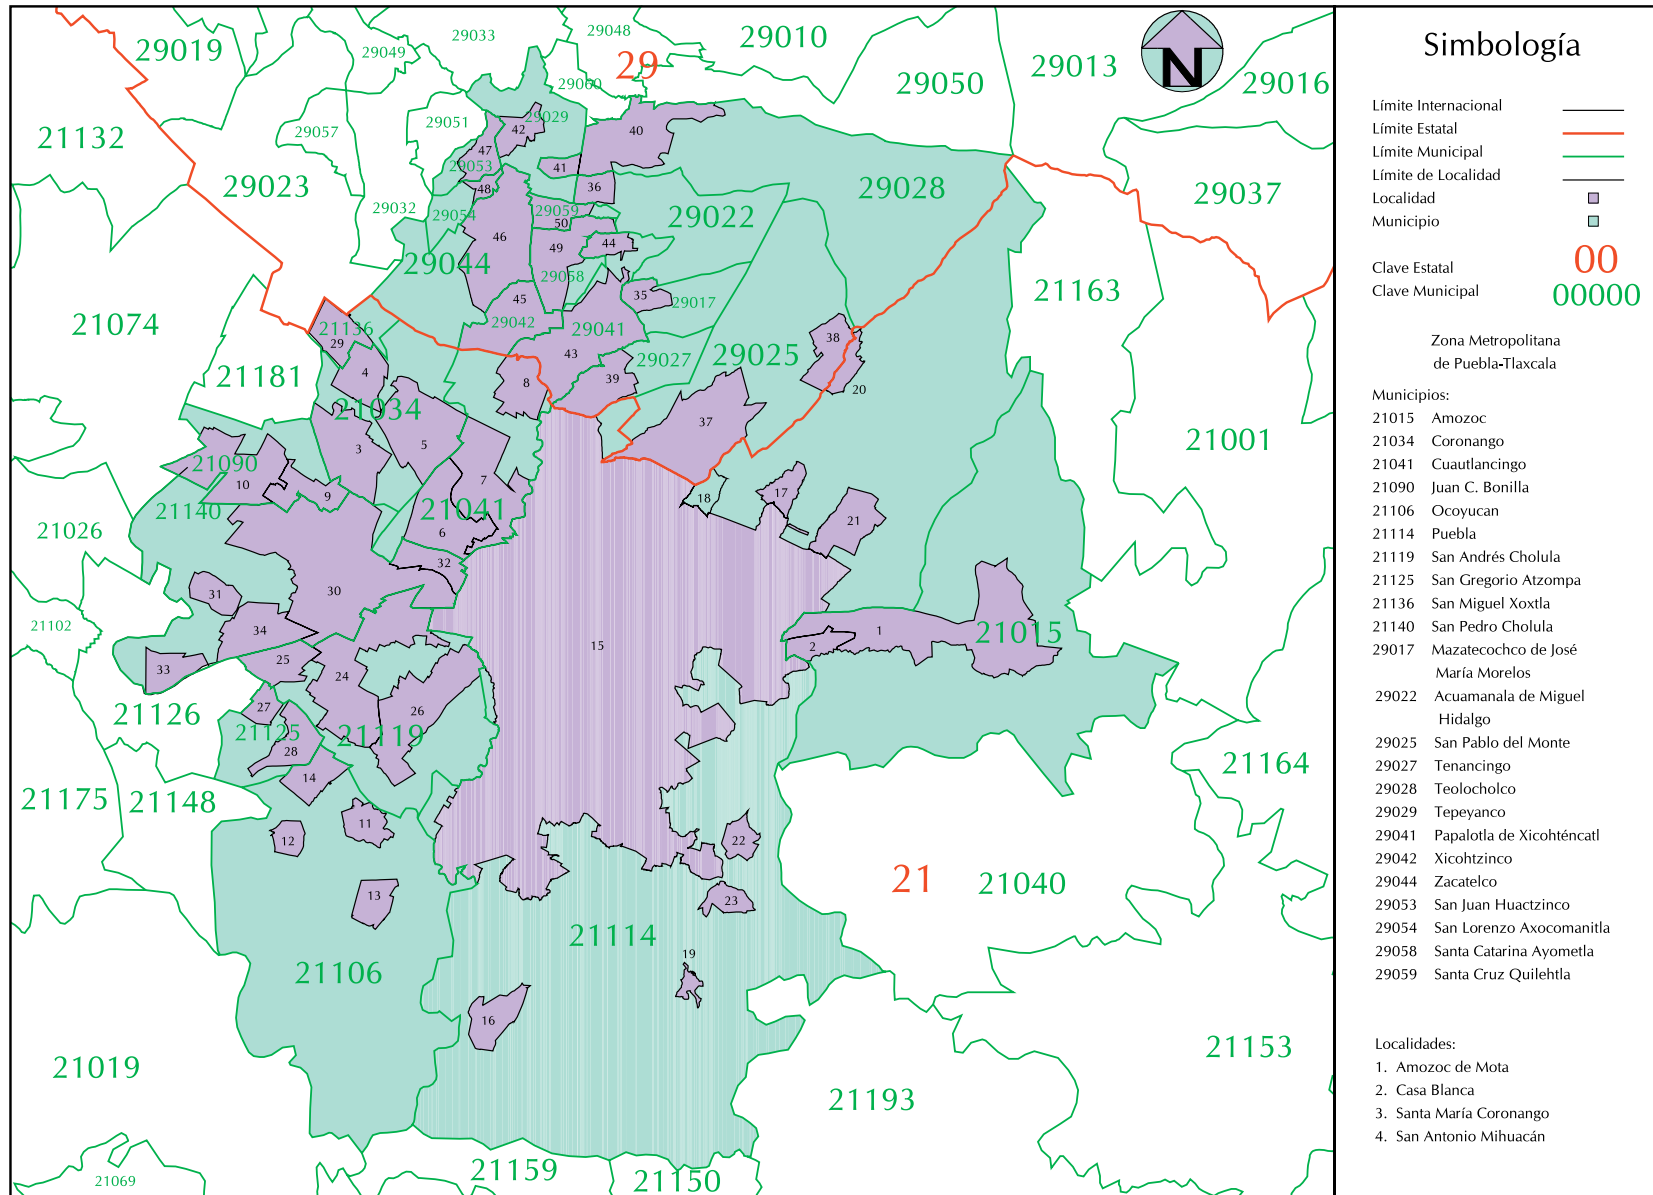 29019
29049
29033
29048
29
29010
29050
29013
29016
29060
N
21132
29057
29051
42
29029
40
47
29053
41
29023
48
36
29028
29037
29032
29054
29059
50
29022
46
49
44
29044
29058
21163
45
35
29017
21074
21136
29
29042
29041
43
29027
29025
38
21181
4
8
39
20
21034
37
21001
3
5
21090
10
9
7
18
17
21140
21041
21
21026
6
32
31
30
21102
34
1
21015
2
15
33
25
24
27
26
21126
21125
21119
28
14
21164
21175
21148
11
12
22
13
23
21
21040
21114
19
21106
16
21153
21019
21193
21159
21150
21069
Simbología
Límite Internacional
Límite Estatal
Límite Municipal
Límite de Localidad
Localidad
Municipio
Clave Estatal 00
Clave Municipal 00000
Zona Metropolitana
de Puebla-Tlaxcala
Municipios:
21015 Amozoc
21034 Coronango
21041 Cuautlancingo
21090 Juan C. Bonilla
21106 Ocoyucan
21114 Puebla
21119 San Andrés Cholula
21125 San Gregorio Atzompa
21136 San Miguel Xoxtla
21140 San Pedro Cholula
29017 Mazatecochco de José
María Morelos
29022 Acuamanala de Miguel
Hidalgo
29025 San Pablo del Monte
29027 Tenancingo
29028 Teolocholco
29029 Tepeyanco
29041 Papalotla de Xicohténcatl
29042 Xicohtzinco
29044 Zacatelco
29053 San Juan Huactzinco
29054 San Lorenzo Axocomanitla
29058 Santa Catarina Ayometla
29059 Santa Cruz Quilehtla
Localidades:
1. Amozoc de Mota
2. Casa Blanca
3. Santa María Coronango
4. San Antonio Mihuacán